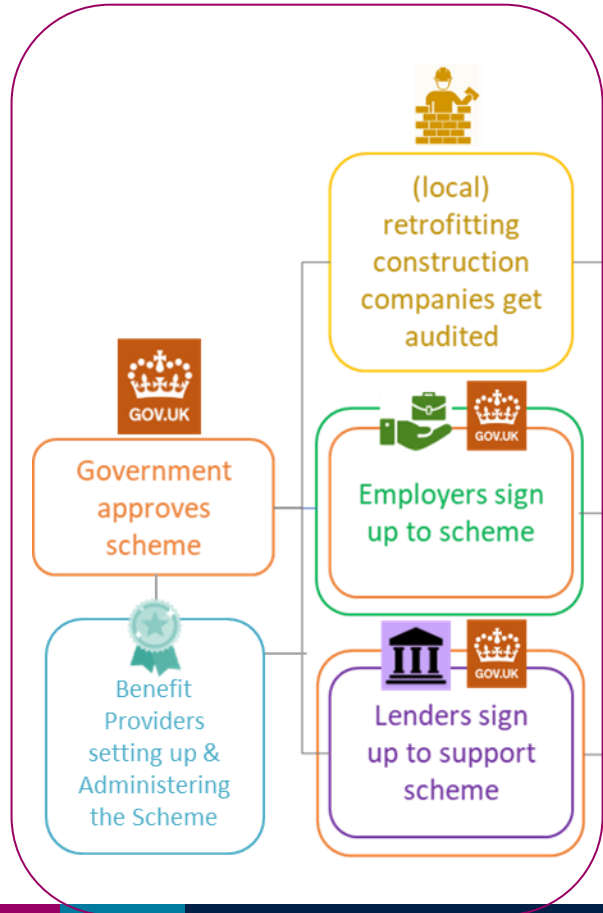 (local)
retrofitting
construction
companies get
audited
GOV.UK
Government
approves
scheme
GOV.UK
Employers sign
up to scheme
Benefit
Providers
setting up &
Administering
the Scheme
GOV.UK
Lenders sign
up to support
scheme